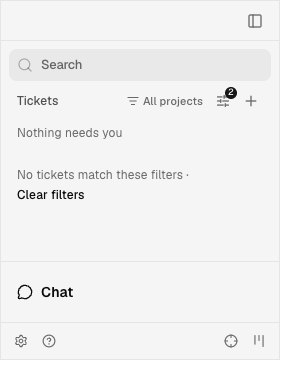 Search
Tickets
All projects
2
Nothing needs you
No tickets match these filters ·
Clear filters
Chat